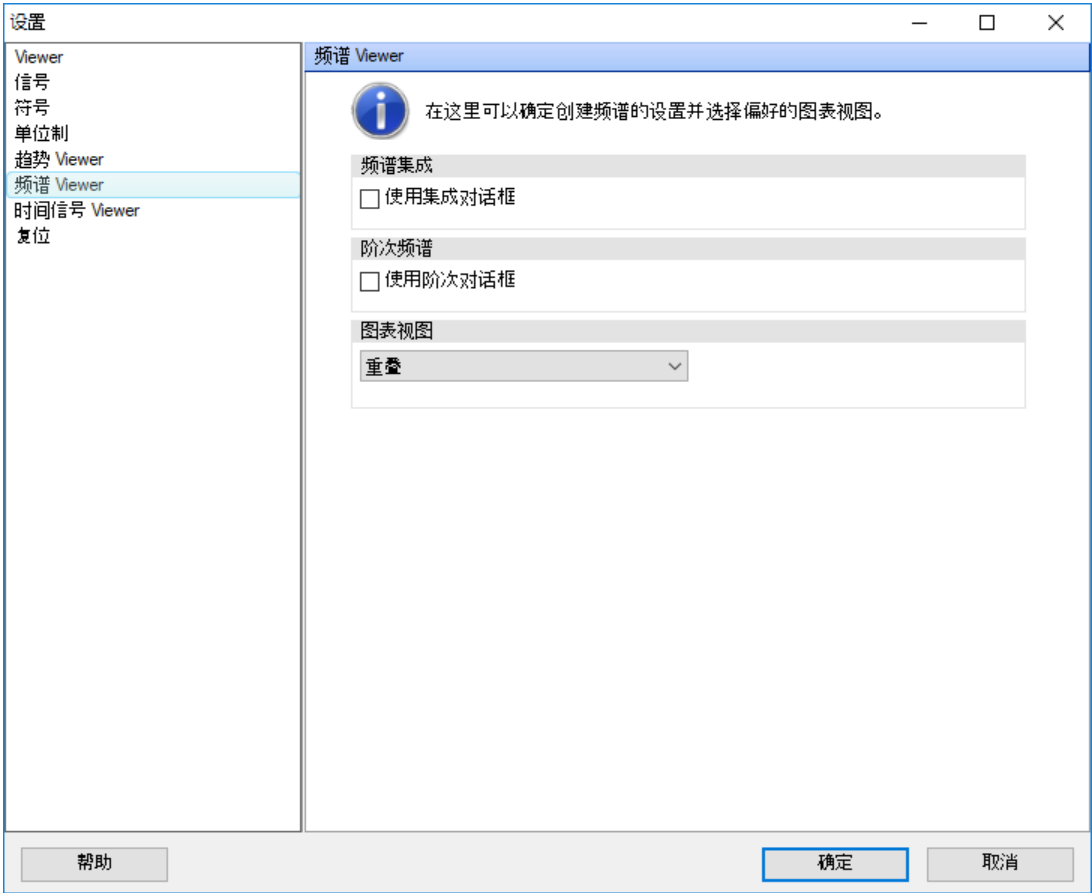 设置
Viewer
信号
符号
单位制
趋势 Viewer
频谱 Viewer
时间信号 Viewer
复位
频谱 Viewer
在这里可以确定创建频谱的设置并选择偏好的图表视图。
频谱集成
使用集成对话框
阶次频谱
使用阶次对话框
图表视图
重叠
帮助
确定
取消